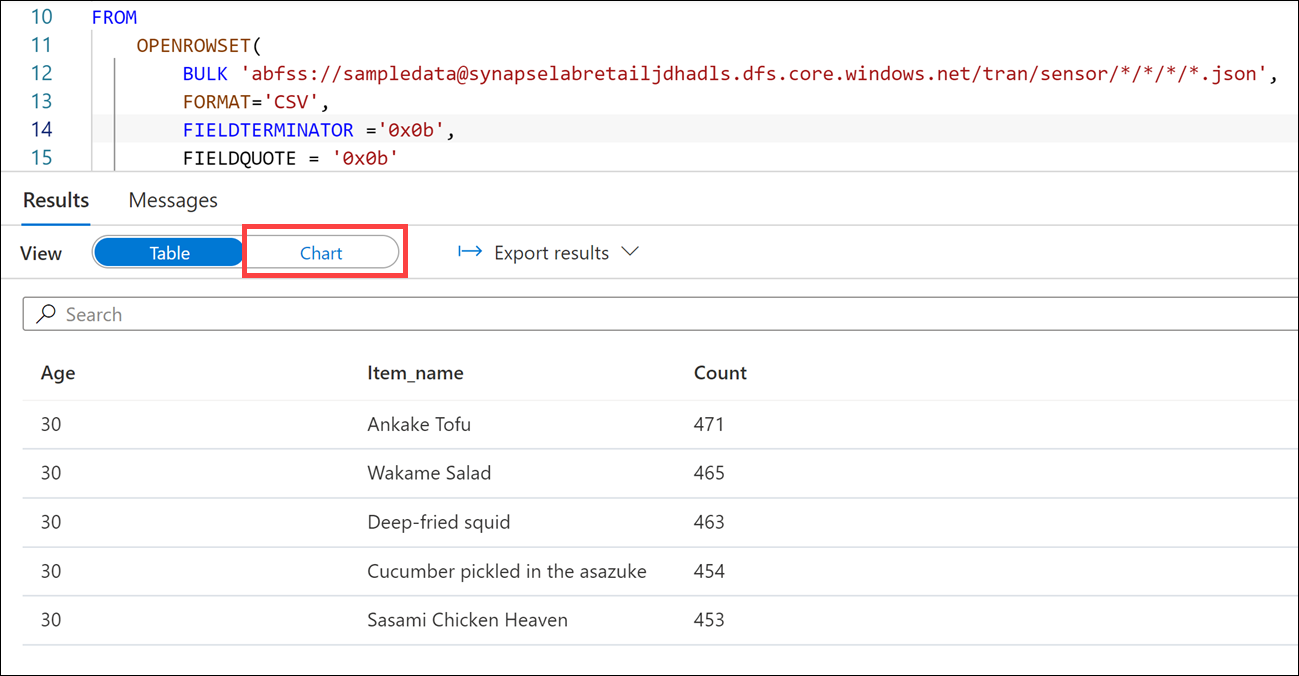 10 FROM
11 OPENROWSET(
12 BULK 'abfss://sampledata@synapselabretailjdhadls.dfs.core.windows.net/tran/sensor/*/*/*/*.json',
13 FORMAT='CSV',
14 FIELDTERMINATOR ='0x0b',
15 FIELDQUOTE = '0x0b'
Results Messages
View Table Chart Export results
Search
Age Item_name Count
30 Ankake Tofu 471
30 Wakame Salad 465
30 Deep-fried squid 463
30 Cucumber pickled in the asazuke 454
30 Sasami Chicken Heaven 453